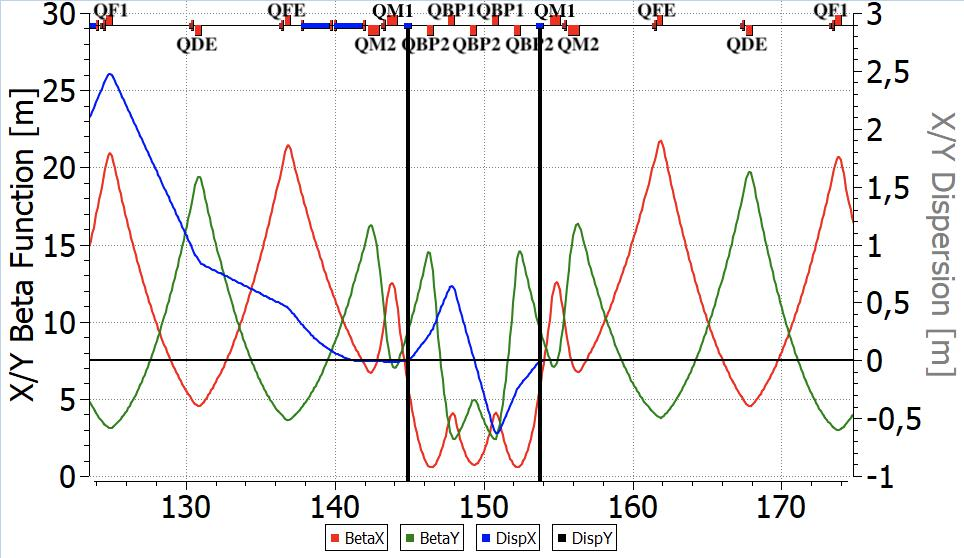 QF1 QFE QM1 QBP1 QBP1 QM1 QFE QF1
QDE QM2 QBP2 QBP2 QBP2 QM2 QDE
30
25
20
15
10
5
0
3
2,5
2
1,5
1
0,5
0
-0,5
-1
X/Y Beta Function [m]
X/Y Dispersion [m]
130 140 150 160 170
BetaX BetaY DispX DispY